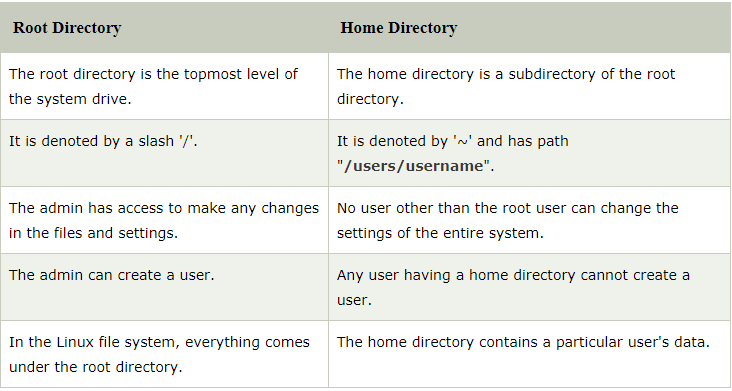 Root Directory
Home Directory
The root directory is the topmost level of
the system drive.
The home directory is a subdirectory of the root
directory.
It is denoted by a slash '/'.
It is denoted by '~' and has path
"/users/username".
The admin has access to make any changes
in the files and settings.
No user other than the root user can change the
settings of the entire system.
The admin can create a user.
Any user having a home directory cannot create a
user.
In the Linux file system, everything comes
under the root directory.
The home directory contains a particular user's data.